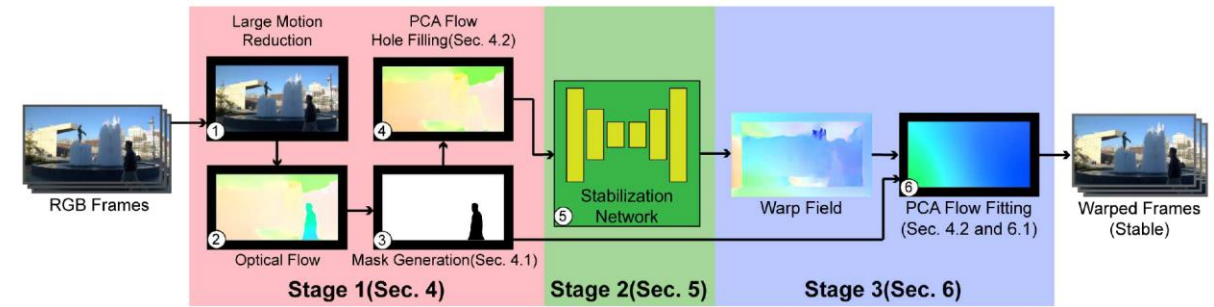 RGB Frames
Large Motion
Reduction
1
2
Optical Flow
3
Mask Generation(Sec. 4.1)
PCA Flow
Hole Filling(Sec. 4.2)
4
Stage 1(Sec. 4)
Stabilization
Network
5
Stage 2(Sec. 5)
Warp Field
6
PCA Flow Fitting
(Sec. 4.2 and 6.1)
Stage 3(Sec. 6)
Warped Frames
(Stable)